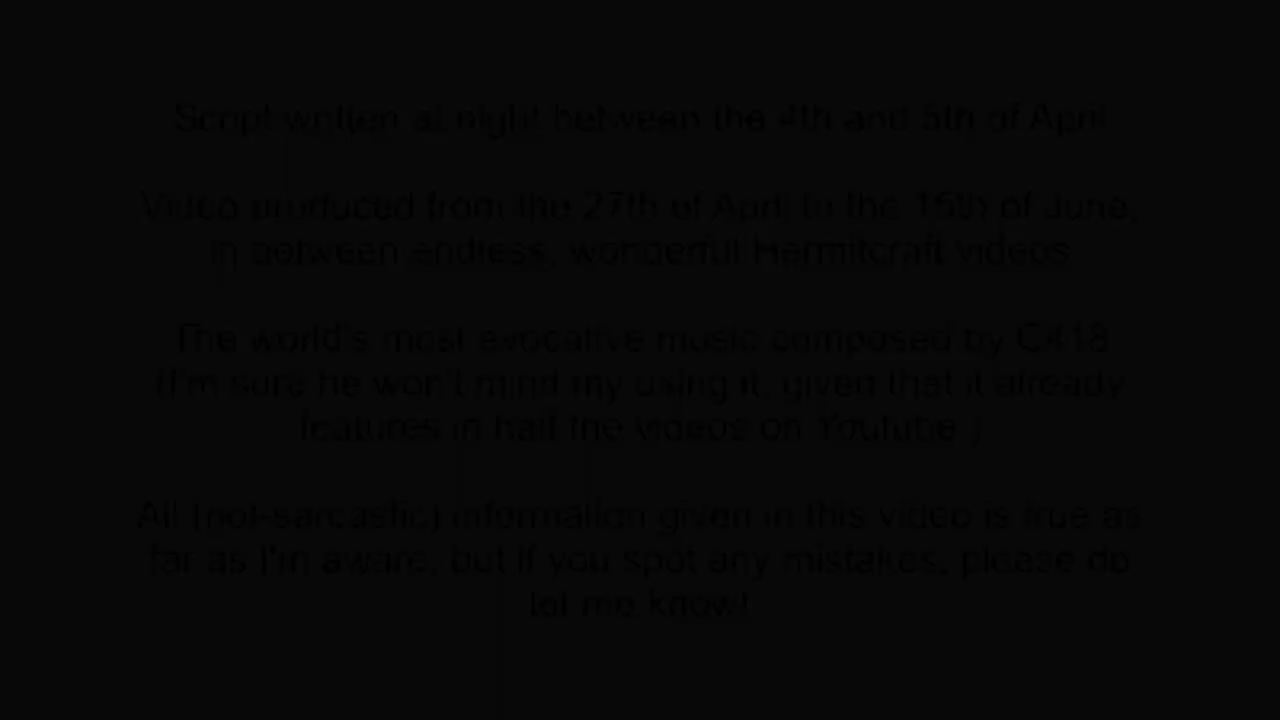 Script written at night between the 4th and 5th of April
Video produced from the 27th of April to the 15th of June,
in between endless, wonderful Hermitcraft videos
The world's most evocative music composed by C418
(I'm sure he won't mind my using it, given that it already
features in half the videos on Youtube.)
All (not-sarcastic) information given in this video is true as
far as I'm aware, but if you spot any mistakes, please do
let me know!